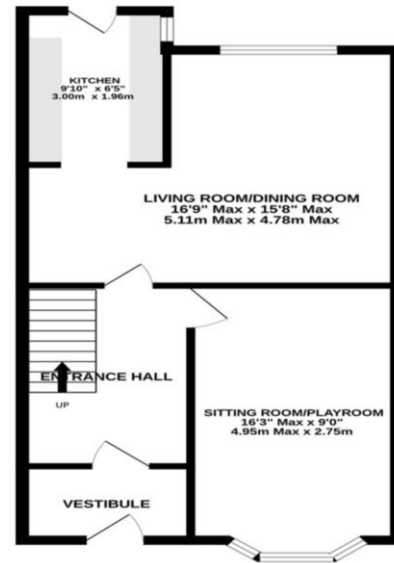 KITCHEN
9'10" x 6'5"
3.00m x 1.96m
LIVING ROOM/DINING ROOM
16'9" Max x 15'8" Max
5.11m Max x 4.78m Max
ENTRANCE HALL
UP
SITTING ROOM/PLAYROOM
16'3" Max x 9'0"
4.95m Max x 2.75m
VESTIBULE